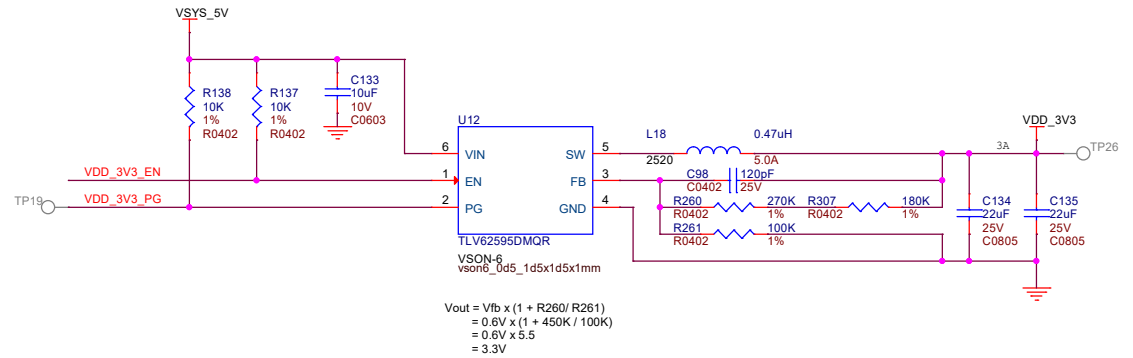 VSYS_5V
R138
10K
1%
R0402
R137
10K
1%
R0402
C133
10uF
10V
C0603
U12
6
VIN
SW
5
1
EN
FB
3
2
PG
GND
4
TLV62595DMQR
VSON-6
vson6_0d5_1d5x1d5x1mm
VDD_3V3_EN
TP19
VDD_3V3_PG
L18
0.47uH
2520
5.0A
C98
120pF
C0402
25V
R260
270K
R0402
1%
R307
180K
R0402
1%
R261
100K
R0402
1%
VDD_3V3
3A
TP26
C134
22uF
25V
C0805
C135
22uF
25V
C0805
Vout = Vfb x (1 + R260/ R261)
= 0.6V x (1 + 450K / 100K)
= 0.6V x 5.5
= 3.3V